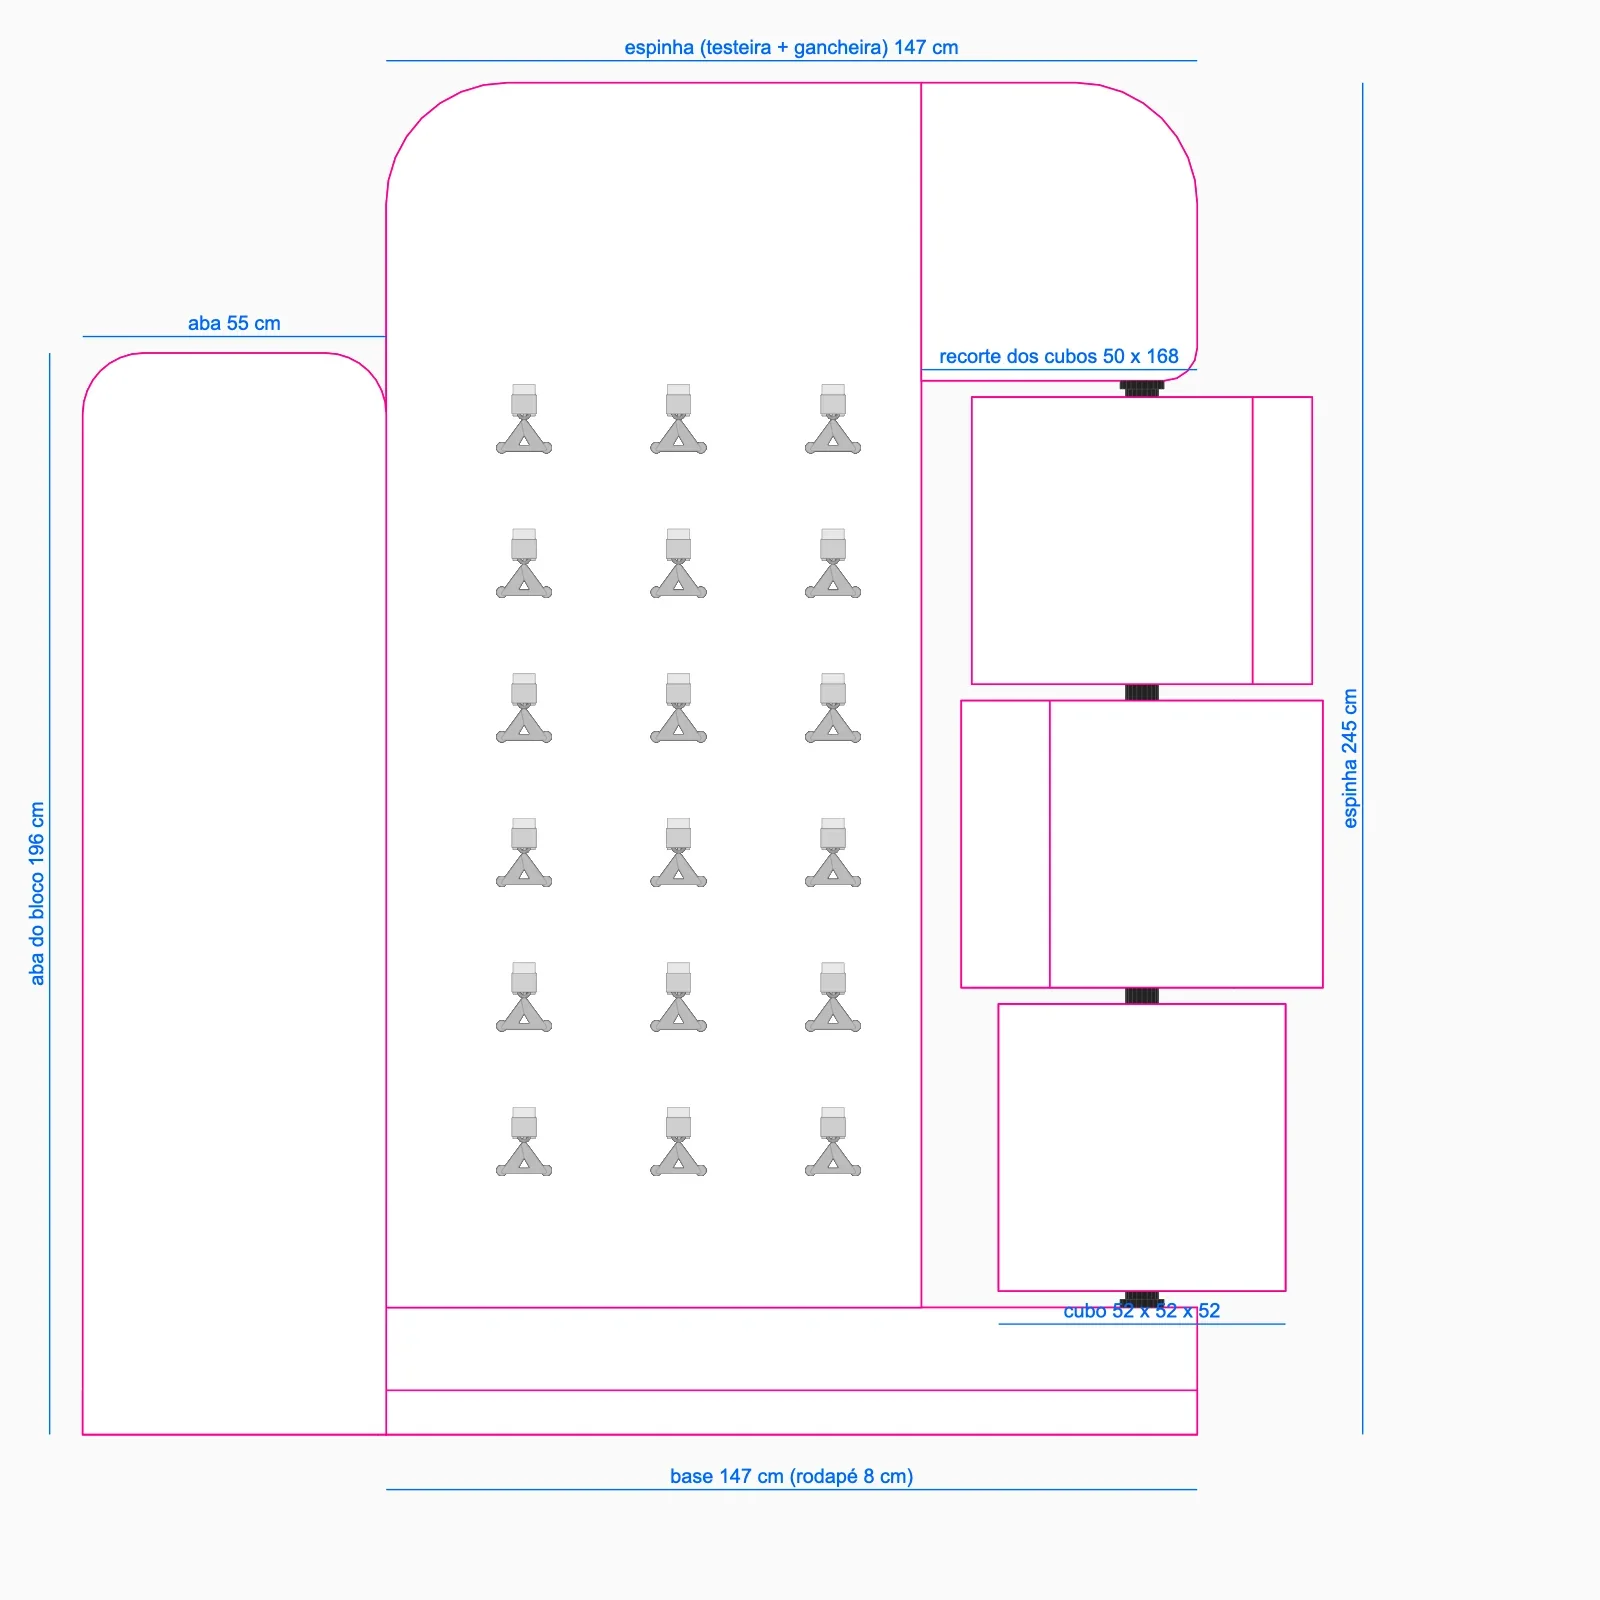 espinha (testeira + gancheira) 147 cm
aba 55 cm
recorte dos cubos 50 x 168
espinha 245 cm
aba do bloco 196 cm
cubo 52 x 52 x 52
base 147 cm (rodapé 8 cm)